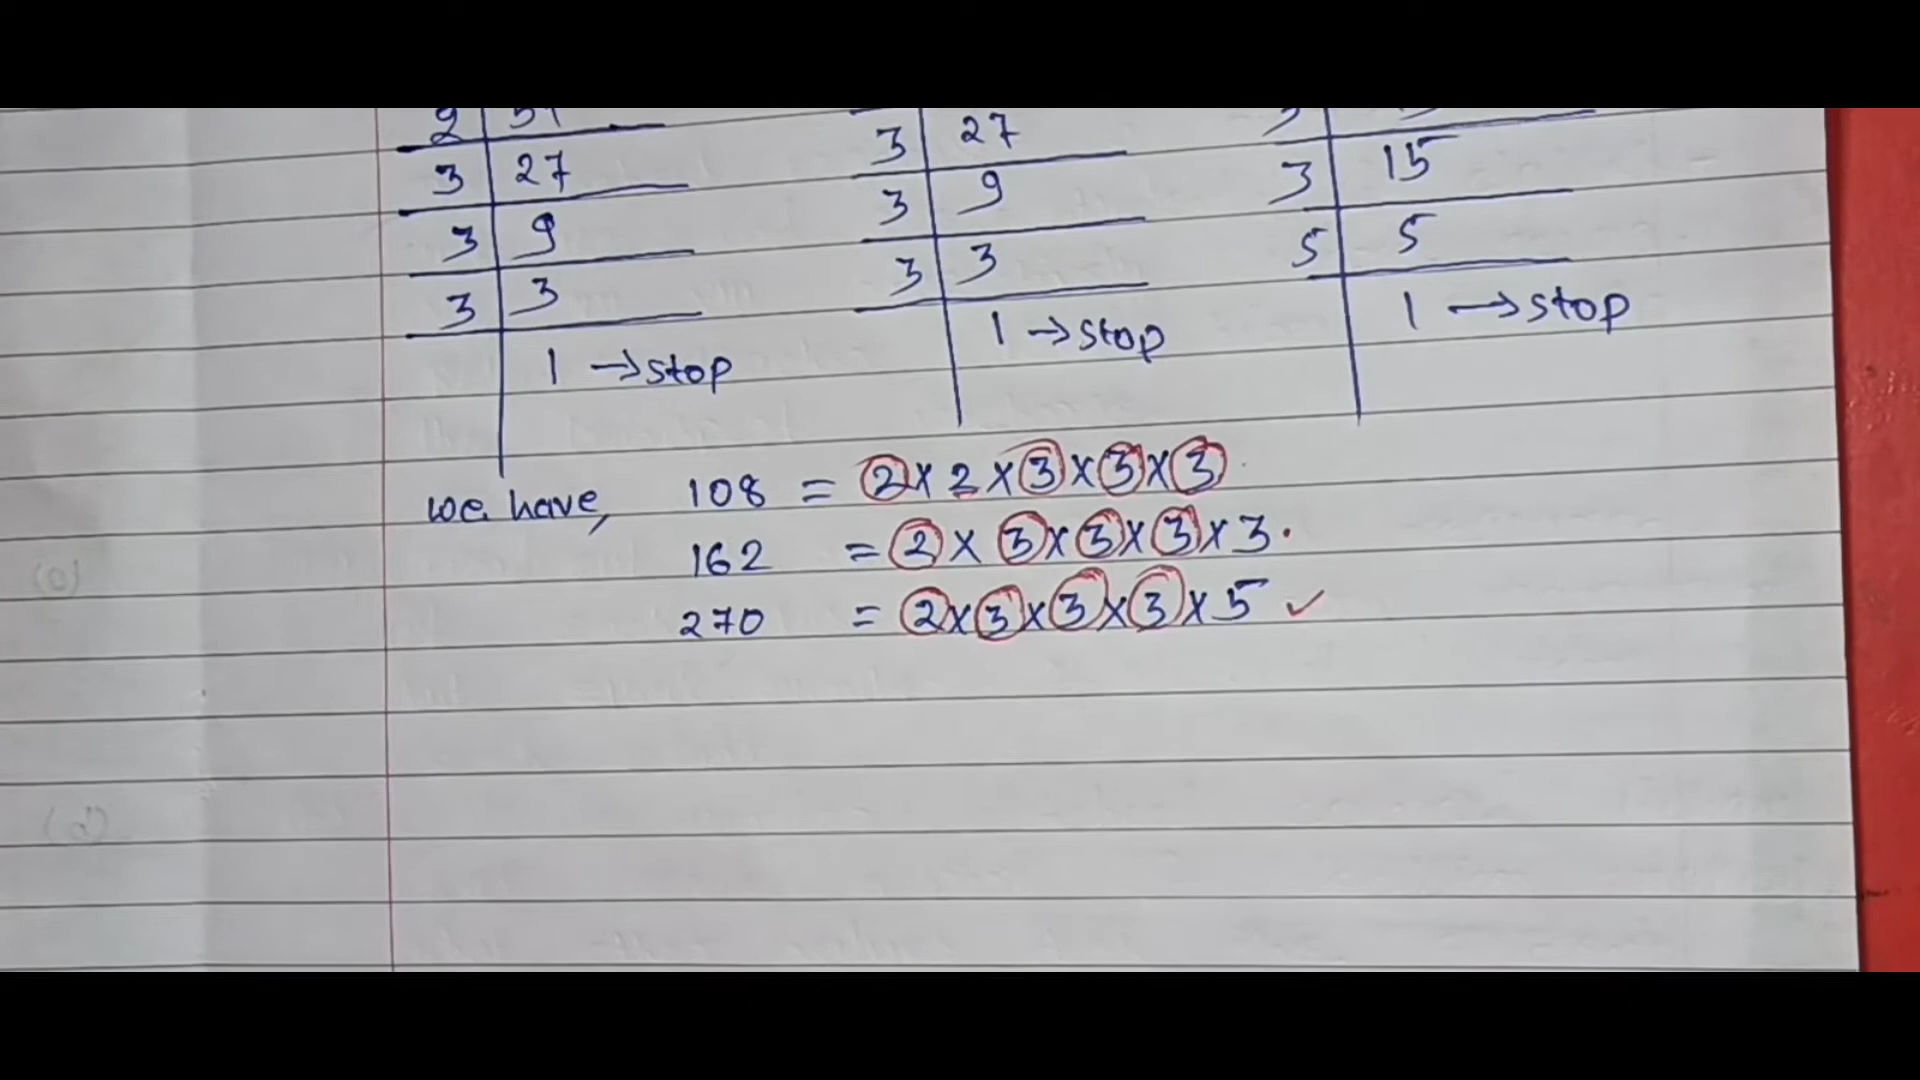 2 | 54
3 | 27
3 | 9
3 | 3
1 → stop
3 | 27
3 | 9
3 | 3
1 → stop
3 | 15
5 | 5
1 → stop
we have, 108 = 2 × 2 × 3 × 3 × 3
162 = 2 × 3 × 3 × 3 × 3.
270 = 2 × 3 × 3 × 3 × 5 ✓